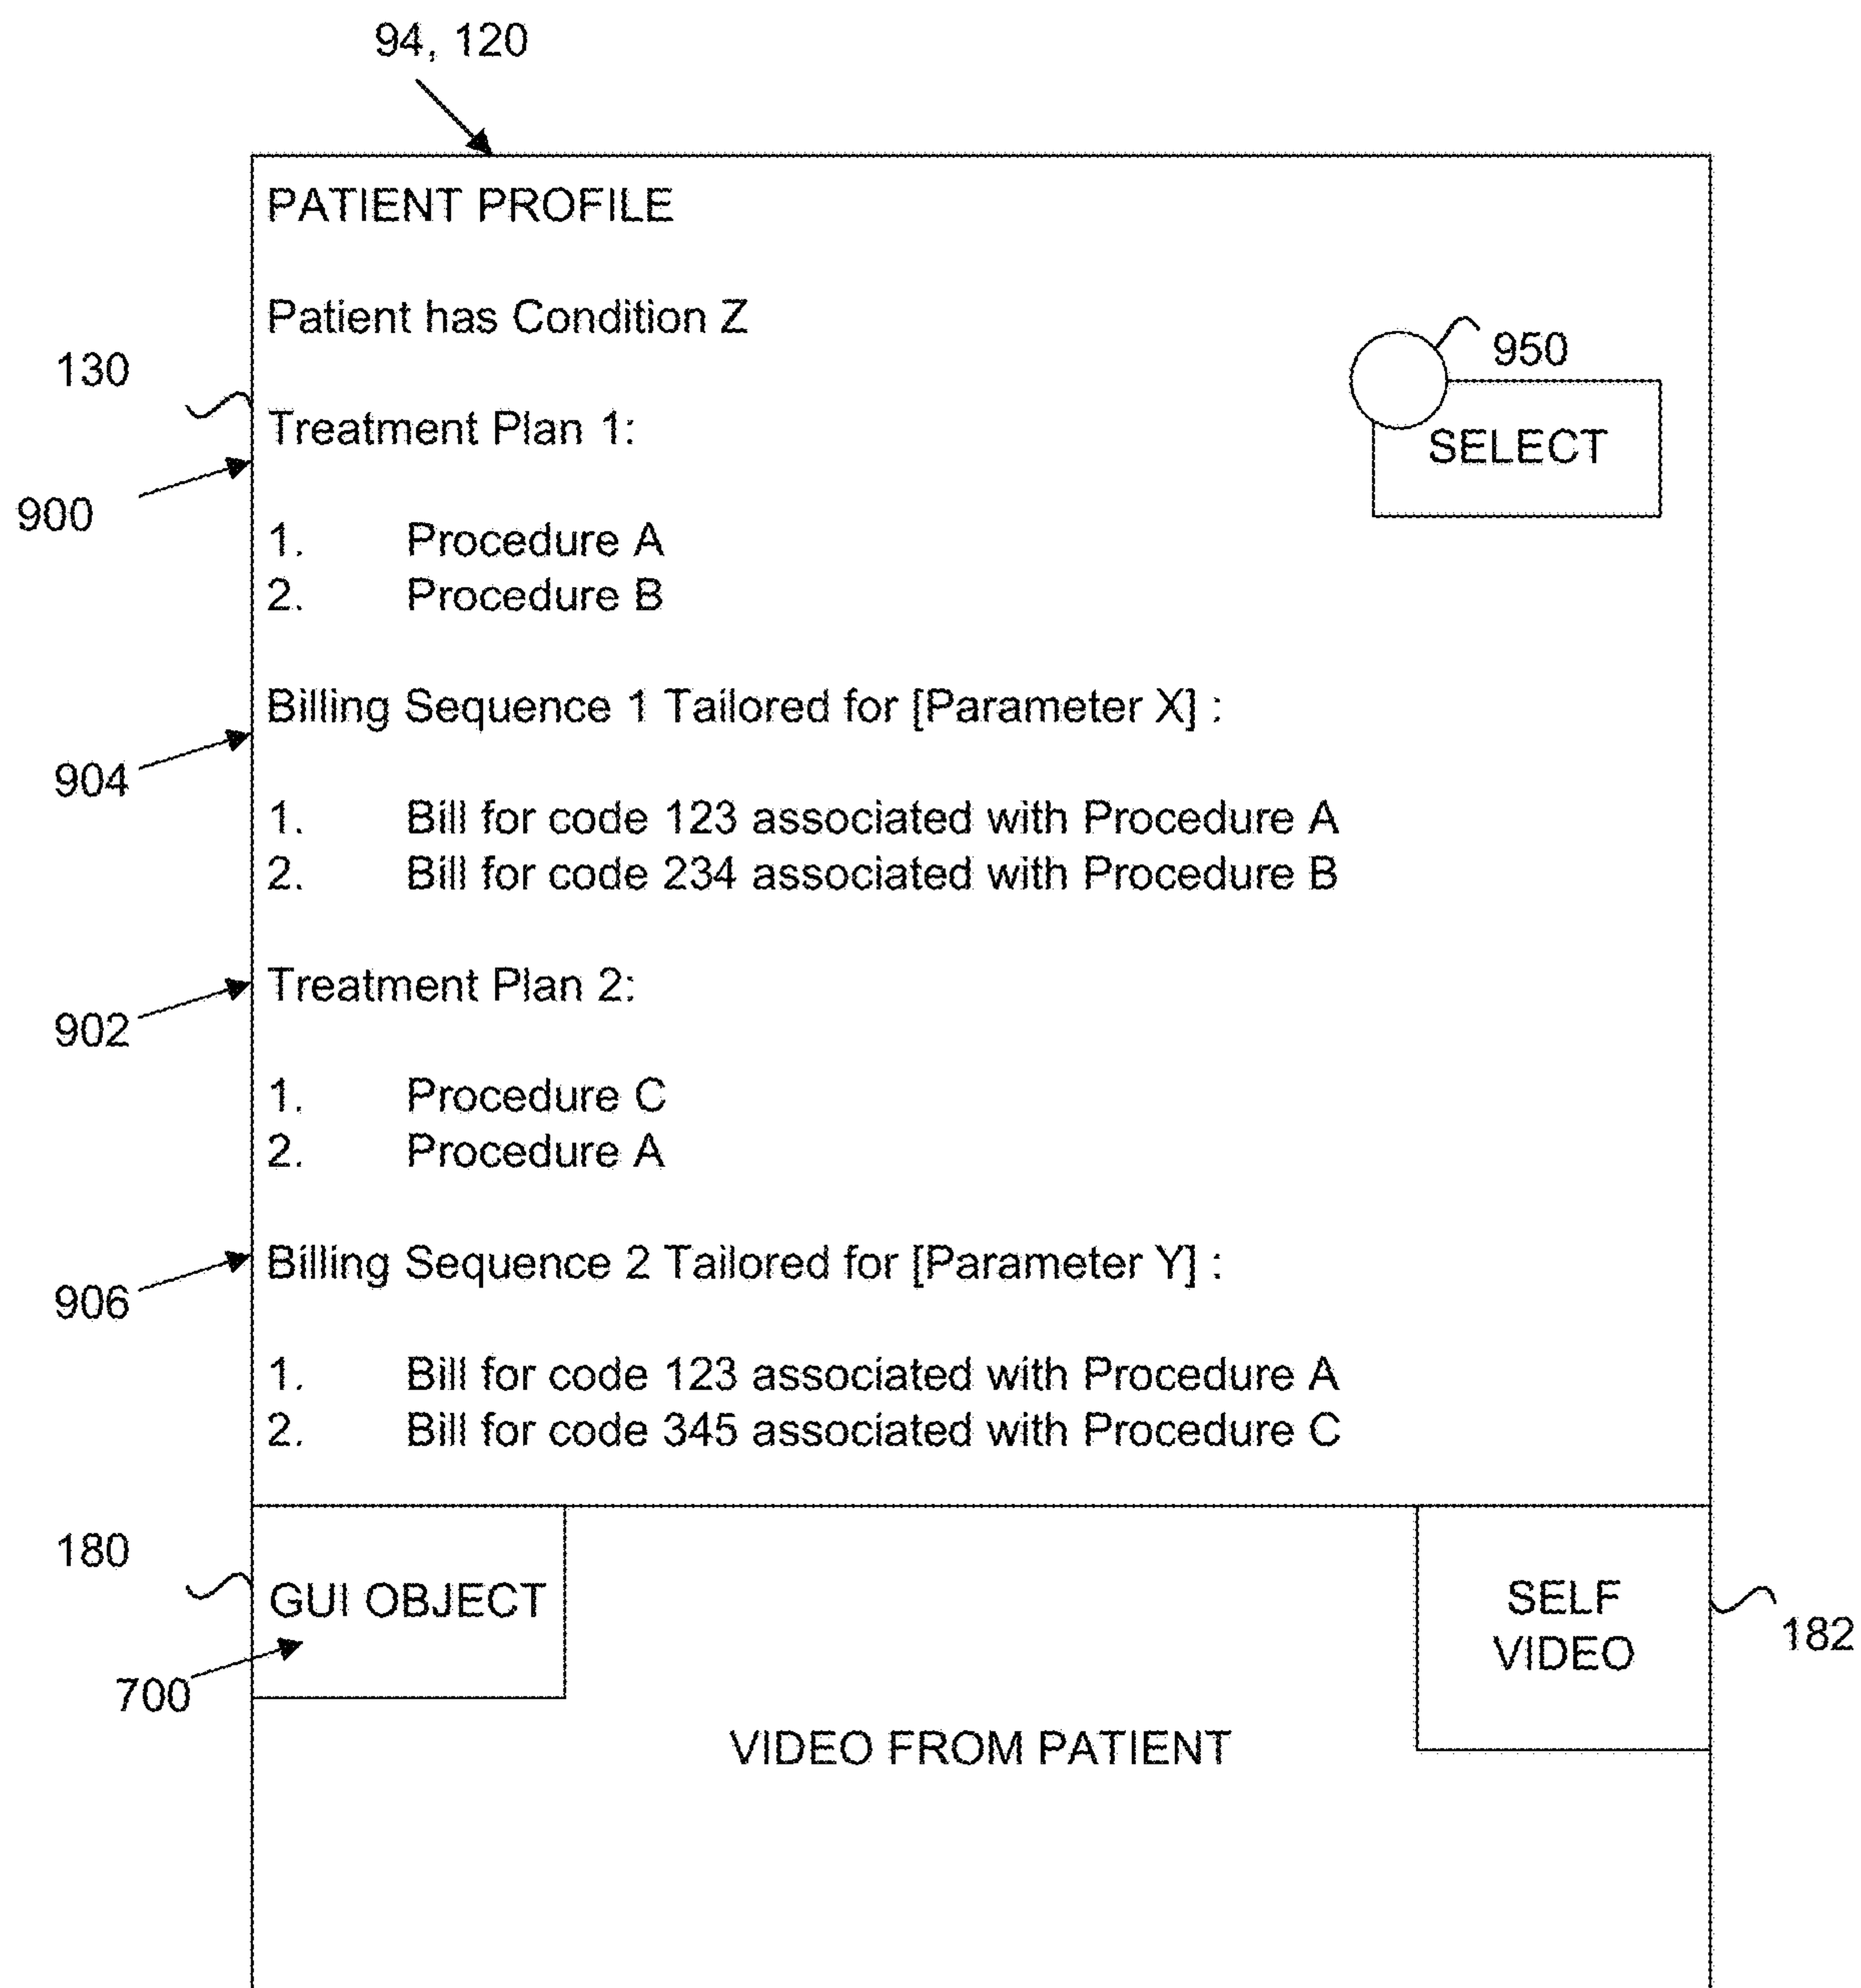 94, 120
PATIENT PROFILE
Patient has Condition Z
950
130
Treatment Plan 1:
SELECT
900
1. Procedure A
2. Procedure B
Billing Sequence 1 Tailored for [Parameter X] :
904
1. Bill for code 123 associated with Procedure A
2. Bill for code 234 associated with Procedure B
Treatment Plan 2:
902
1. Procedure C
2. Procedure A
Billing Sequence 2 Tailored for [Parameter Y] :
906
1. Bill for code 123 associated with Procedure A
2. Bill for code 345 associated with Procedure C
180
GUI OBJECT
SELF
VIDEO
182
700
VIDEO FROM PATIENT